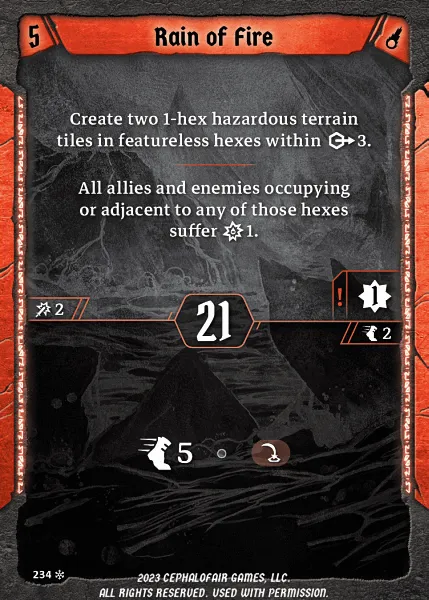 5 Rain of Fire
Create two 1-hex hazardous terrain
tiles in featureless hexes within 3.
All allies and enemies occupying
or adjacent to any of those hexes
suffer 1.
! 1
2
21
2
5
234
2023 CEPHALOFAIR GAMES, LLC.
ALL RIGHTS RESERVED. USED WITH PERMISSION.